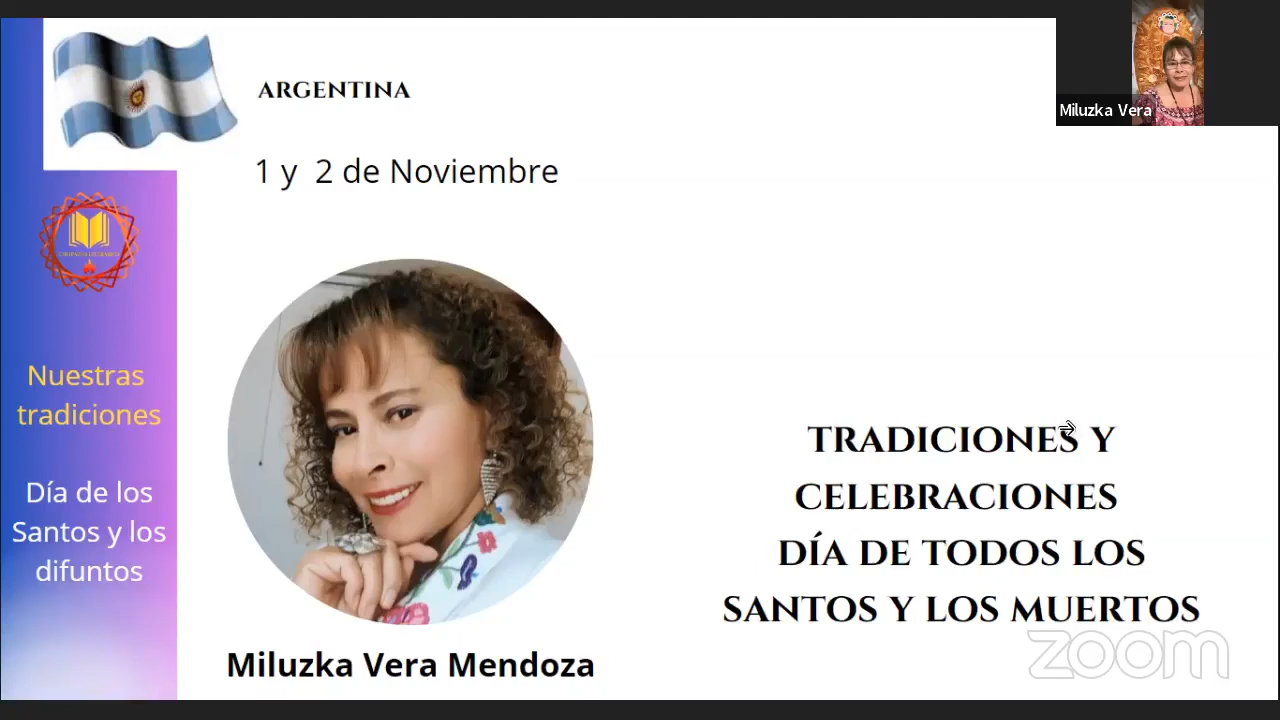 ARGENTINA
Miluzka Vera
1 y 2 de Noviembre
Nuestras
tradiciones
Día de los
Santos y los
difuntos
TRADICIONES Y
CELEBRACIONES
DÍA DE TODOS LOS
SANTOS Y LOS MUERTOS
Miluzka Vera Mendoza
zoom